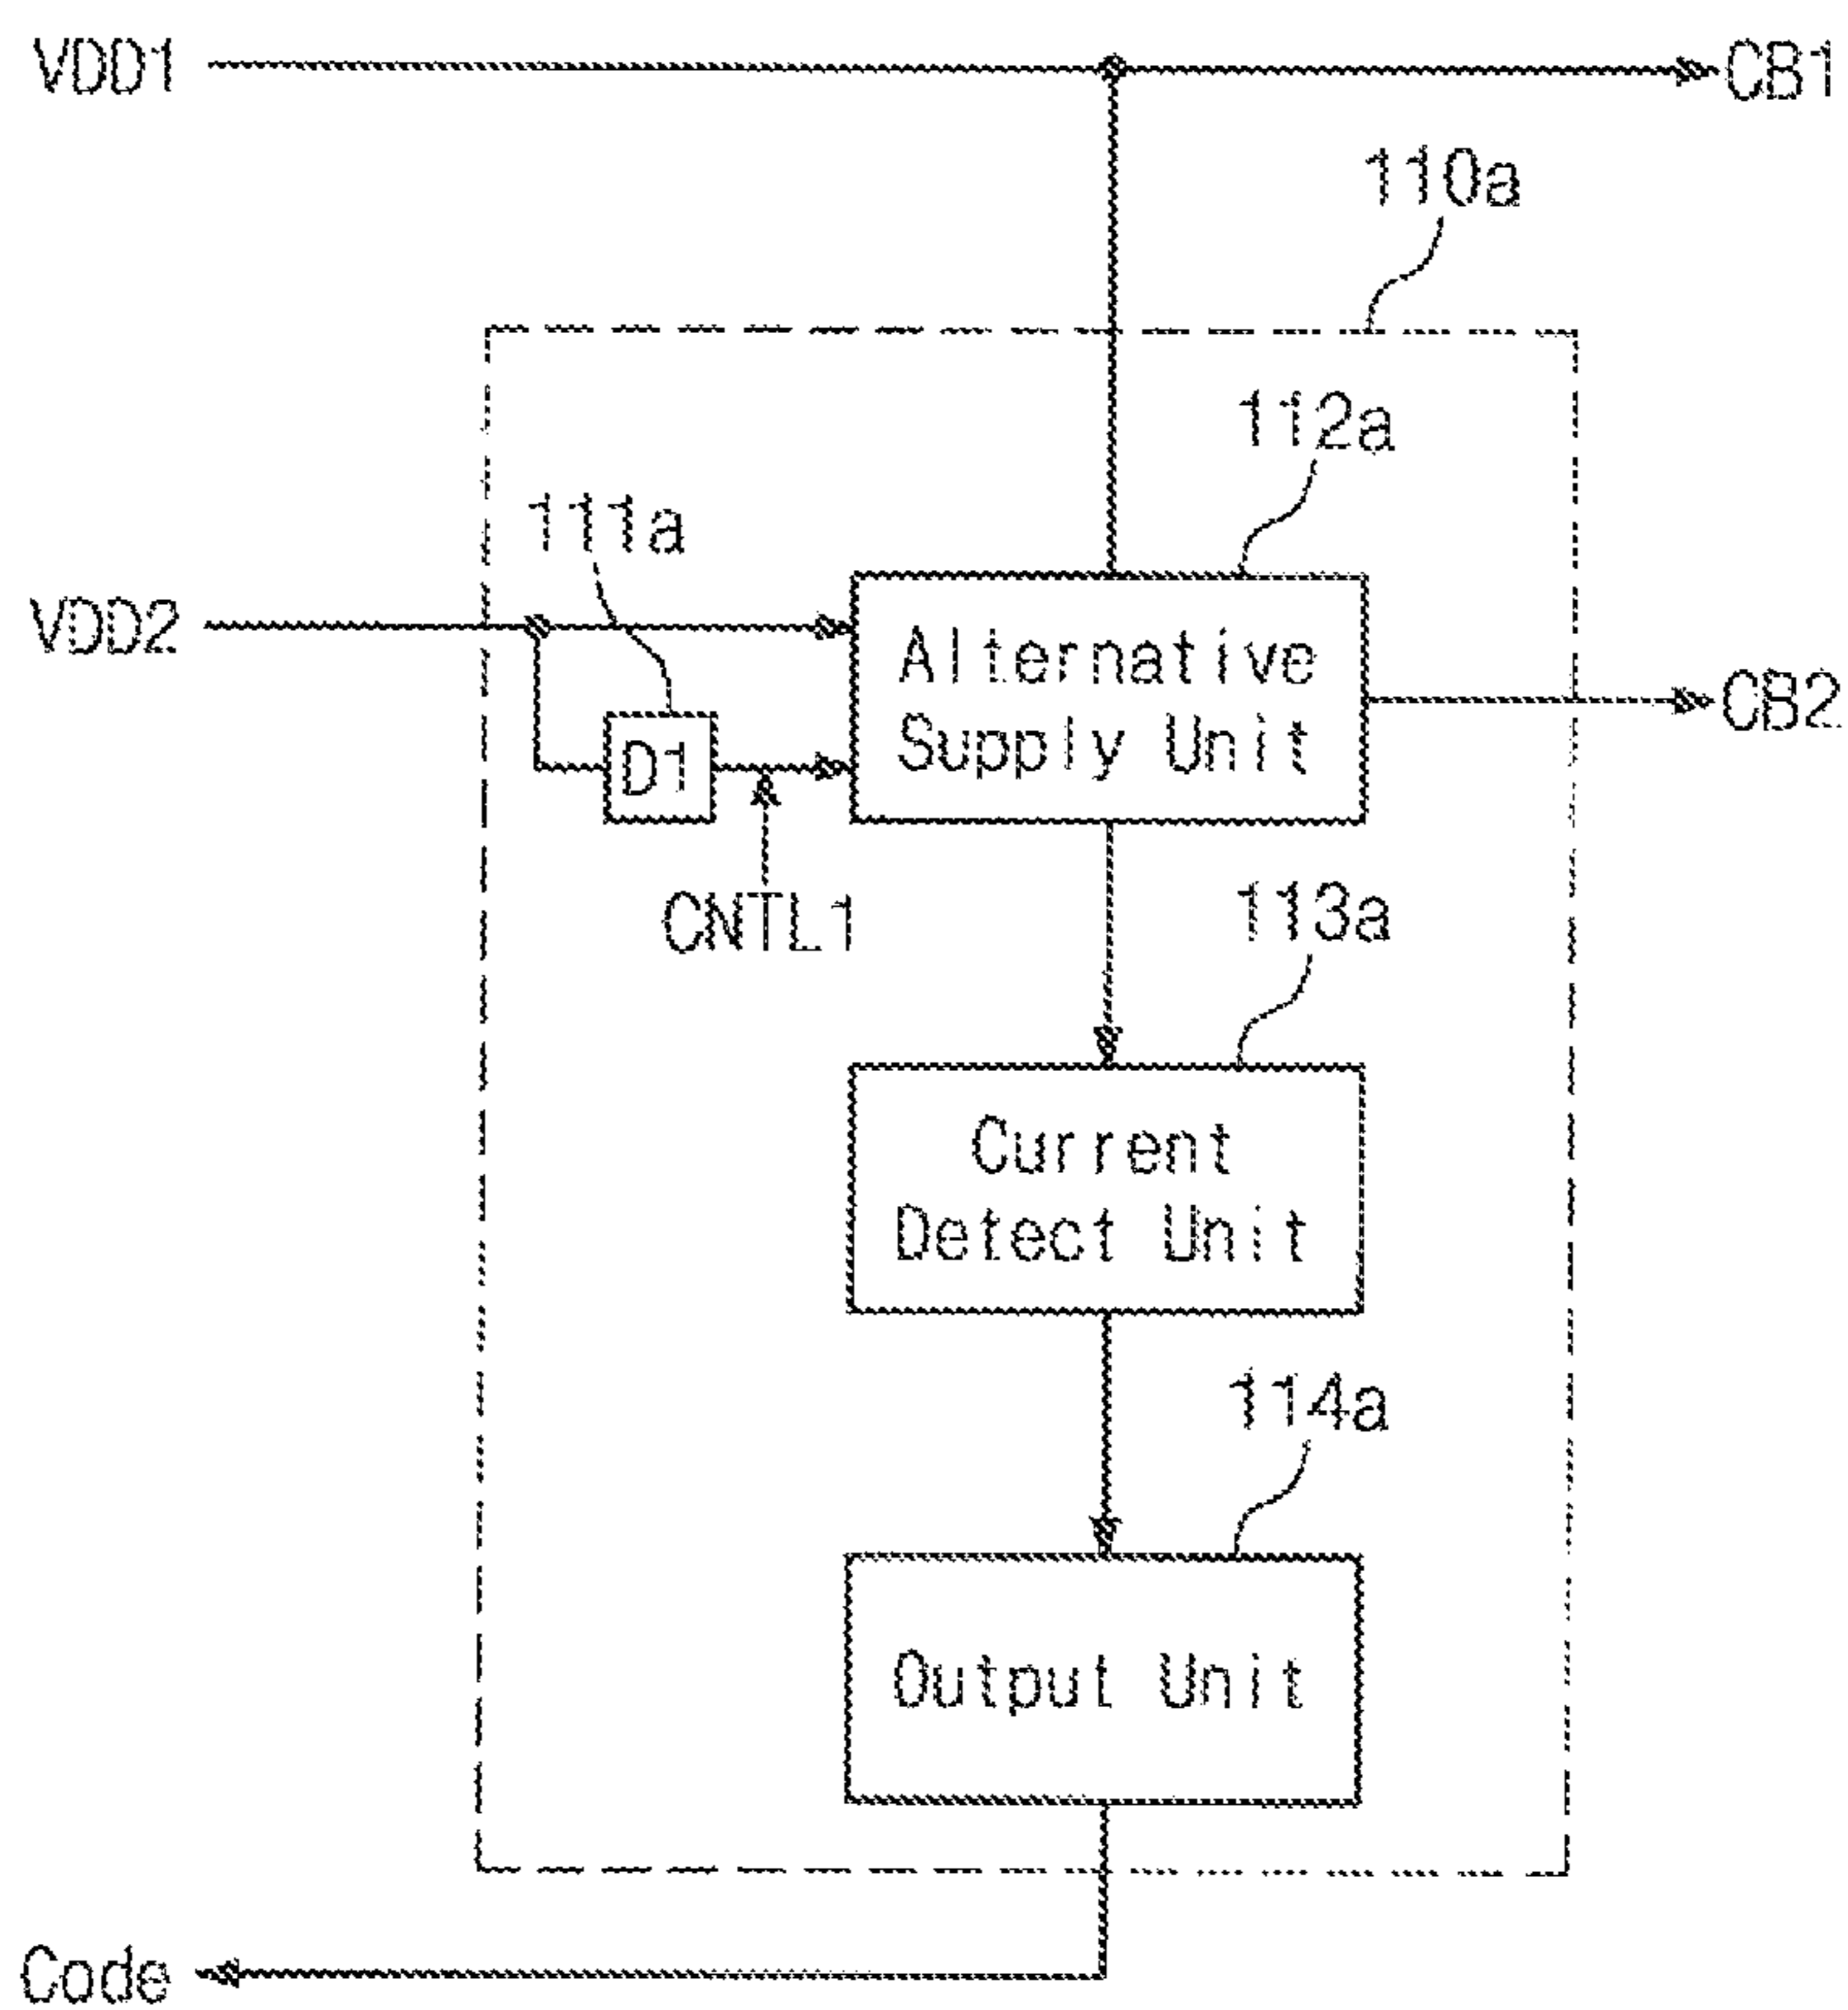 VDD1
CB1
110a
112a
111a
VDD2
Alternative
Supply Unit
CB2
D1
CNTL1
113a
Current
Detect Unit
114a
Output Unit
Code